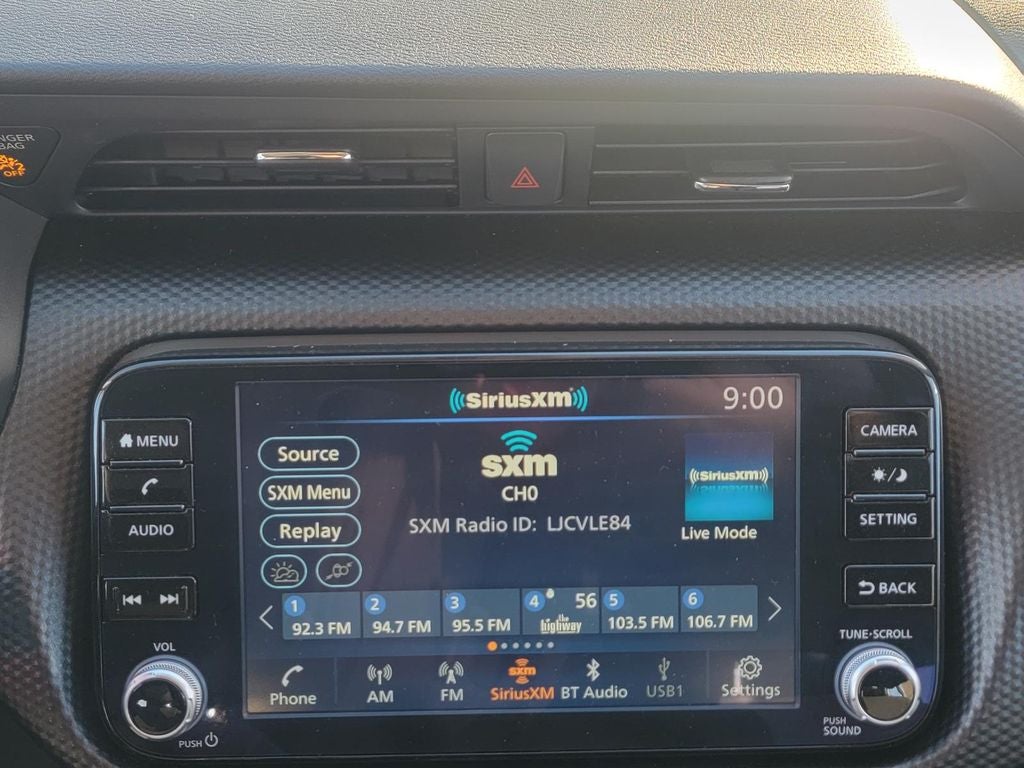 OFF
SiriusXM
9:00
MENU
AUDIO
VOL
PUSH
Source
SXM Menu
Replay
sxm
CH0
SXM Radio ID: LJCVLE84
SiriusXM
Live Mode
1
92.3 FM
2
94.7 FM
3
95.5 FM
4
56
the highway
5
103.5 FM
6
106.7 FM
Phone
AM
FM
sxm
SiriusXM
BT Audio
USB1
Settings
CAMERA
SETTING
BACK
TUNE·SCROLL
PUSH
SOUND